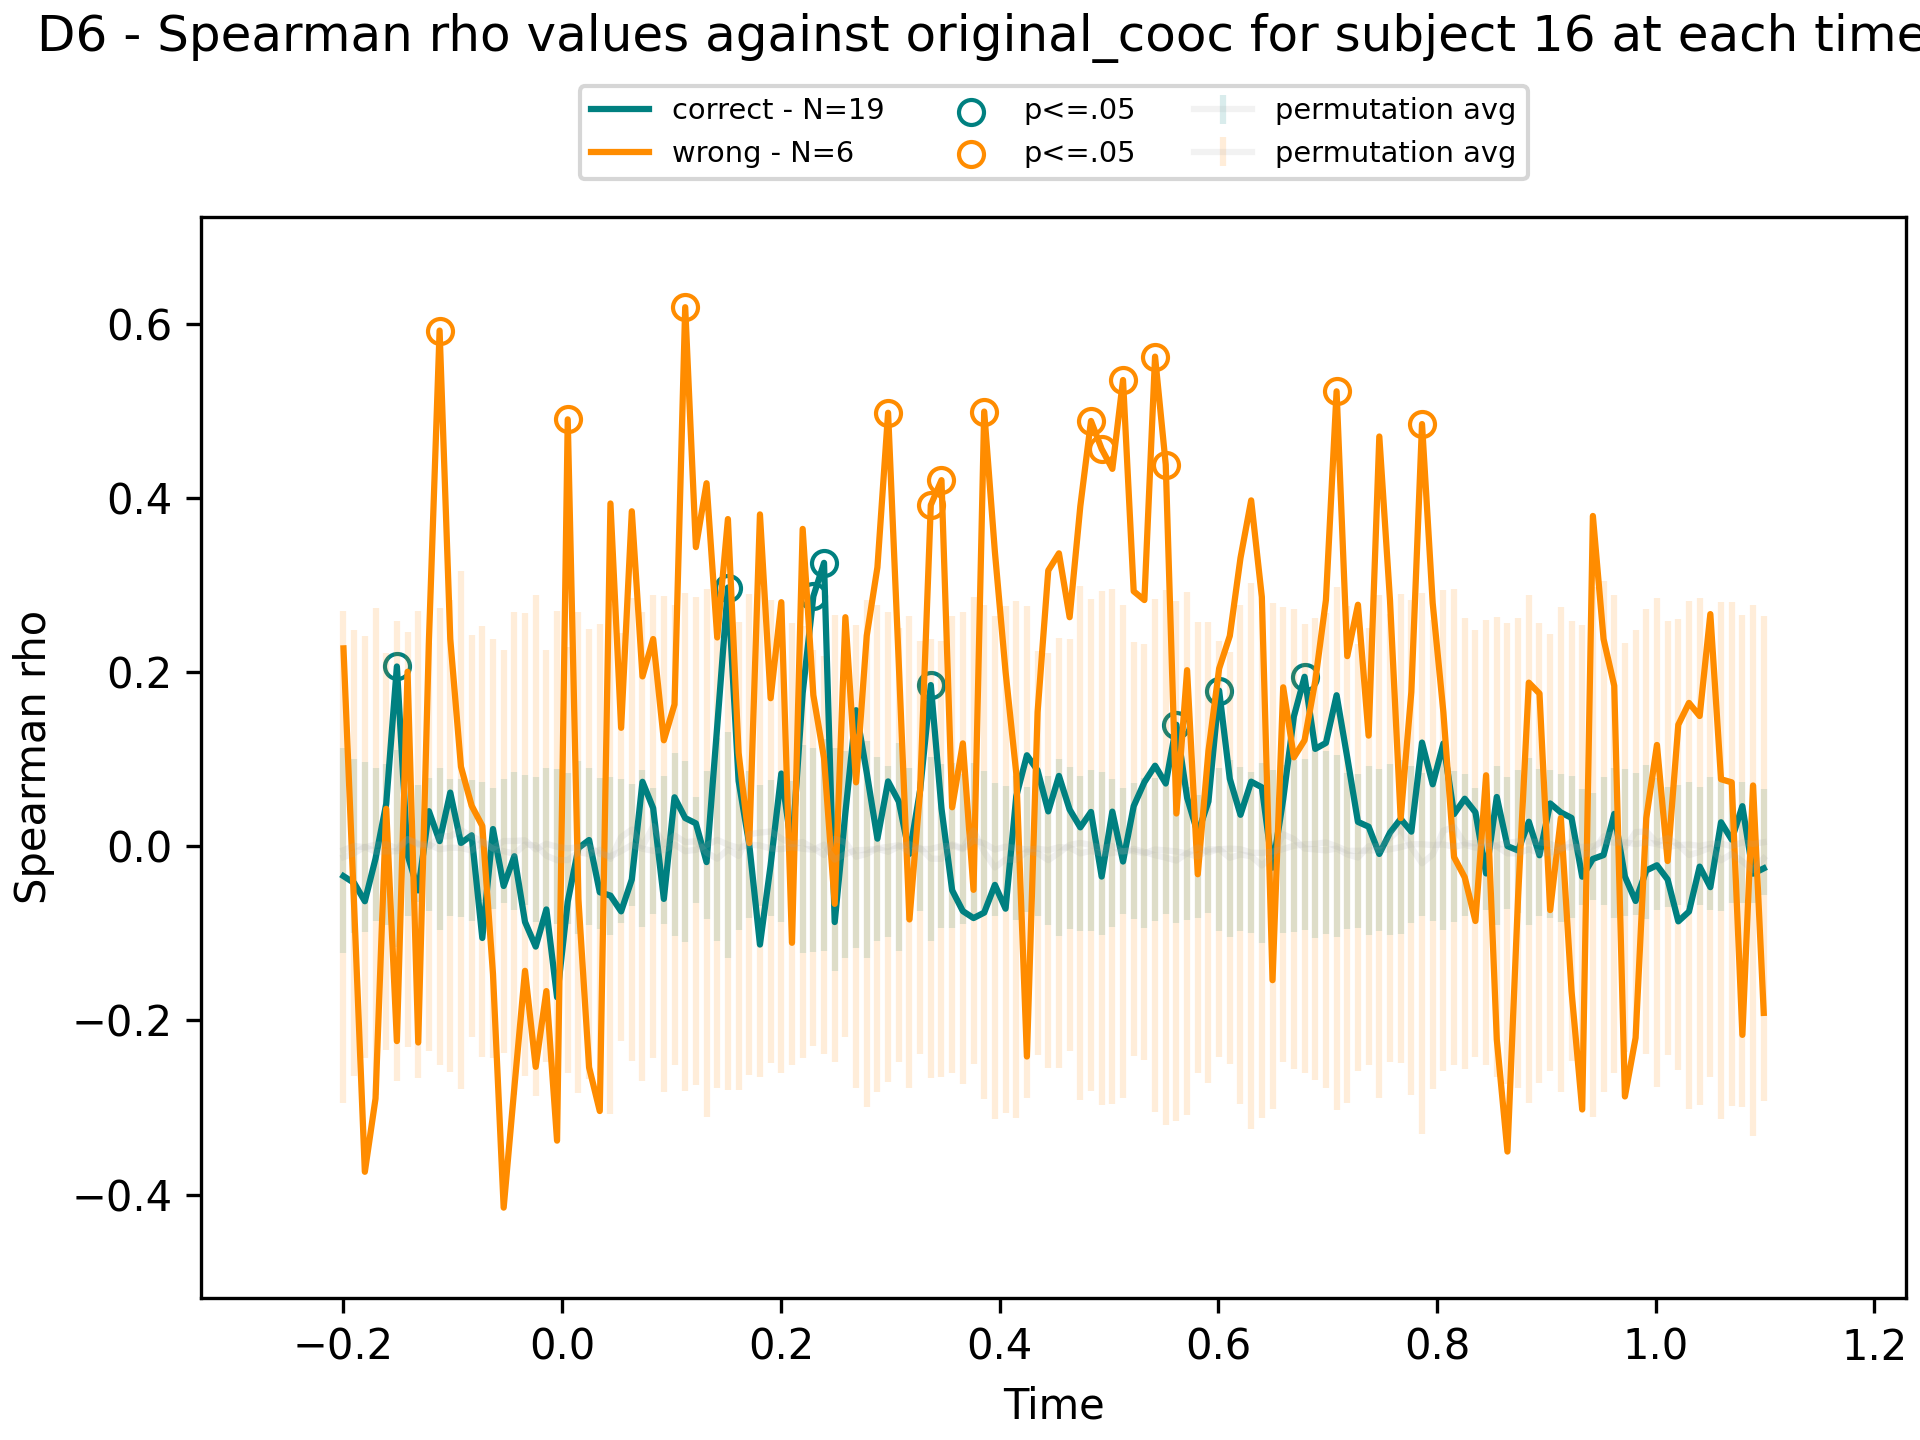 D6 - Spearman rho values against original_cooc for subject 16 at each time
correct - N=19 p<=.05 permutation avg
wrong - N=6 p<=.05 permutation avg
Spearman rho
0.6
0.4
0.2
0.0
−0.2
−0.4
−0.2 0.0 0.2 0.4 0.6 0.8 1.0 1.2
Time